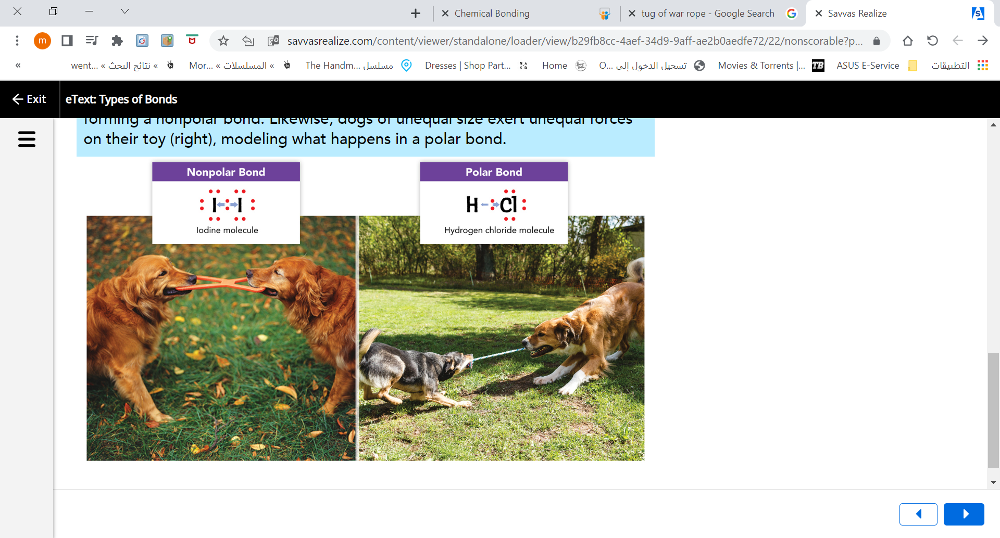 Chemical Bonding
tug of war rope - Google Search
Savvas Realize
m
savvasrealize.com/content/viewer/standalone/loader/view/b29fb8cc-4aef-34d9-9aff-ae2b0aedfe72/22/nonscorable?p...
went... « نتائج البحث »
Mor... « المسلسلات »
The Handm... مسلسل
Dresses | Shop Part...
Home
O... تسجيل الدخول إلى
Movies & Torrents |...
TB
ASUS E-Service
التطبيقات
Exit
eText: Types of Bonds
forming a nonpolar bond. Likewise, dogs of unequal size exert unequal forces
on their toy (right), modeling what happens in a polar bond.
Nonpolar Bond
I I
Iodine molecule
Polar Bond
H Cl
Hydrogen chloride molecule